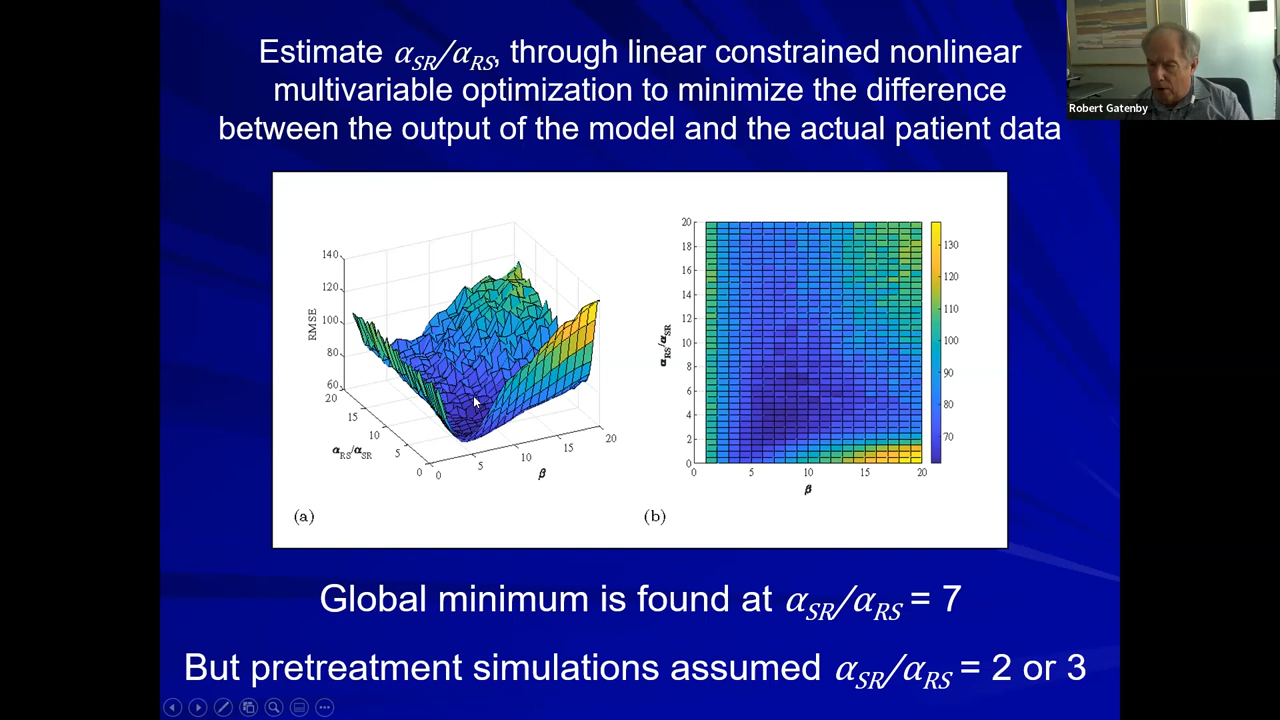 Estimate αSR/αRS, through linear constrained nonlinear
multivariable optimization to minimize the difference
between the output of the model and the actual patient data
Robert Gatenby
140
120
100
80
60
RMSE
20
15
10
5
0
αRS/αSR
0
5
10
15
20
β
(a)
20
18
16
14
12
10
8
6
4
2
0
αRS/αSR
0
5
10
15
20
β
130
120
110
100
90
80
70
(b)
Global minimum is found at αSR/αRS = 7
But pretreatment simulations assumed αSR/αRS = 2 or 3